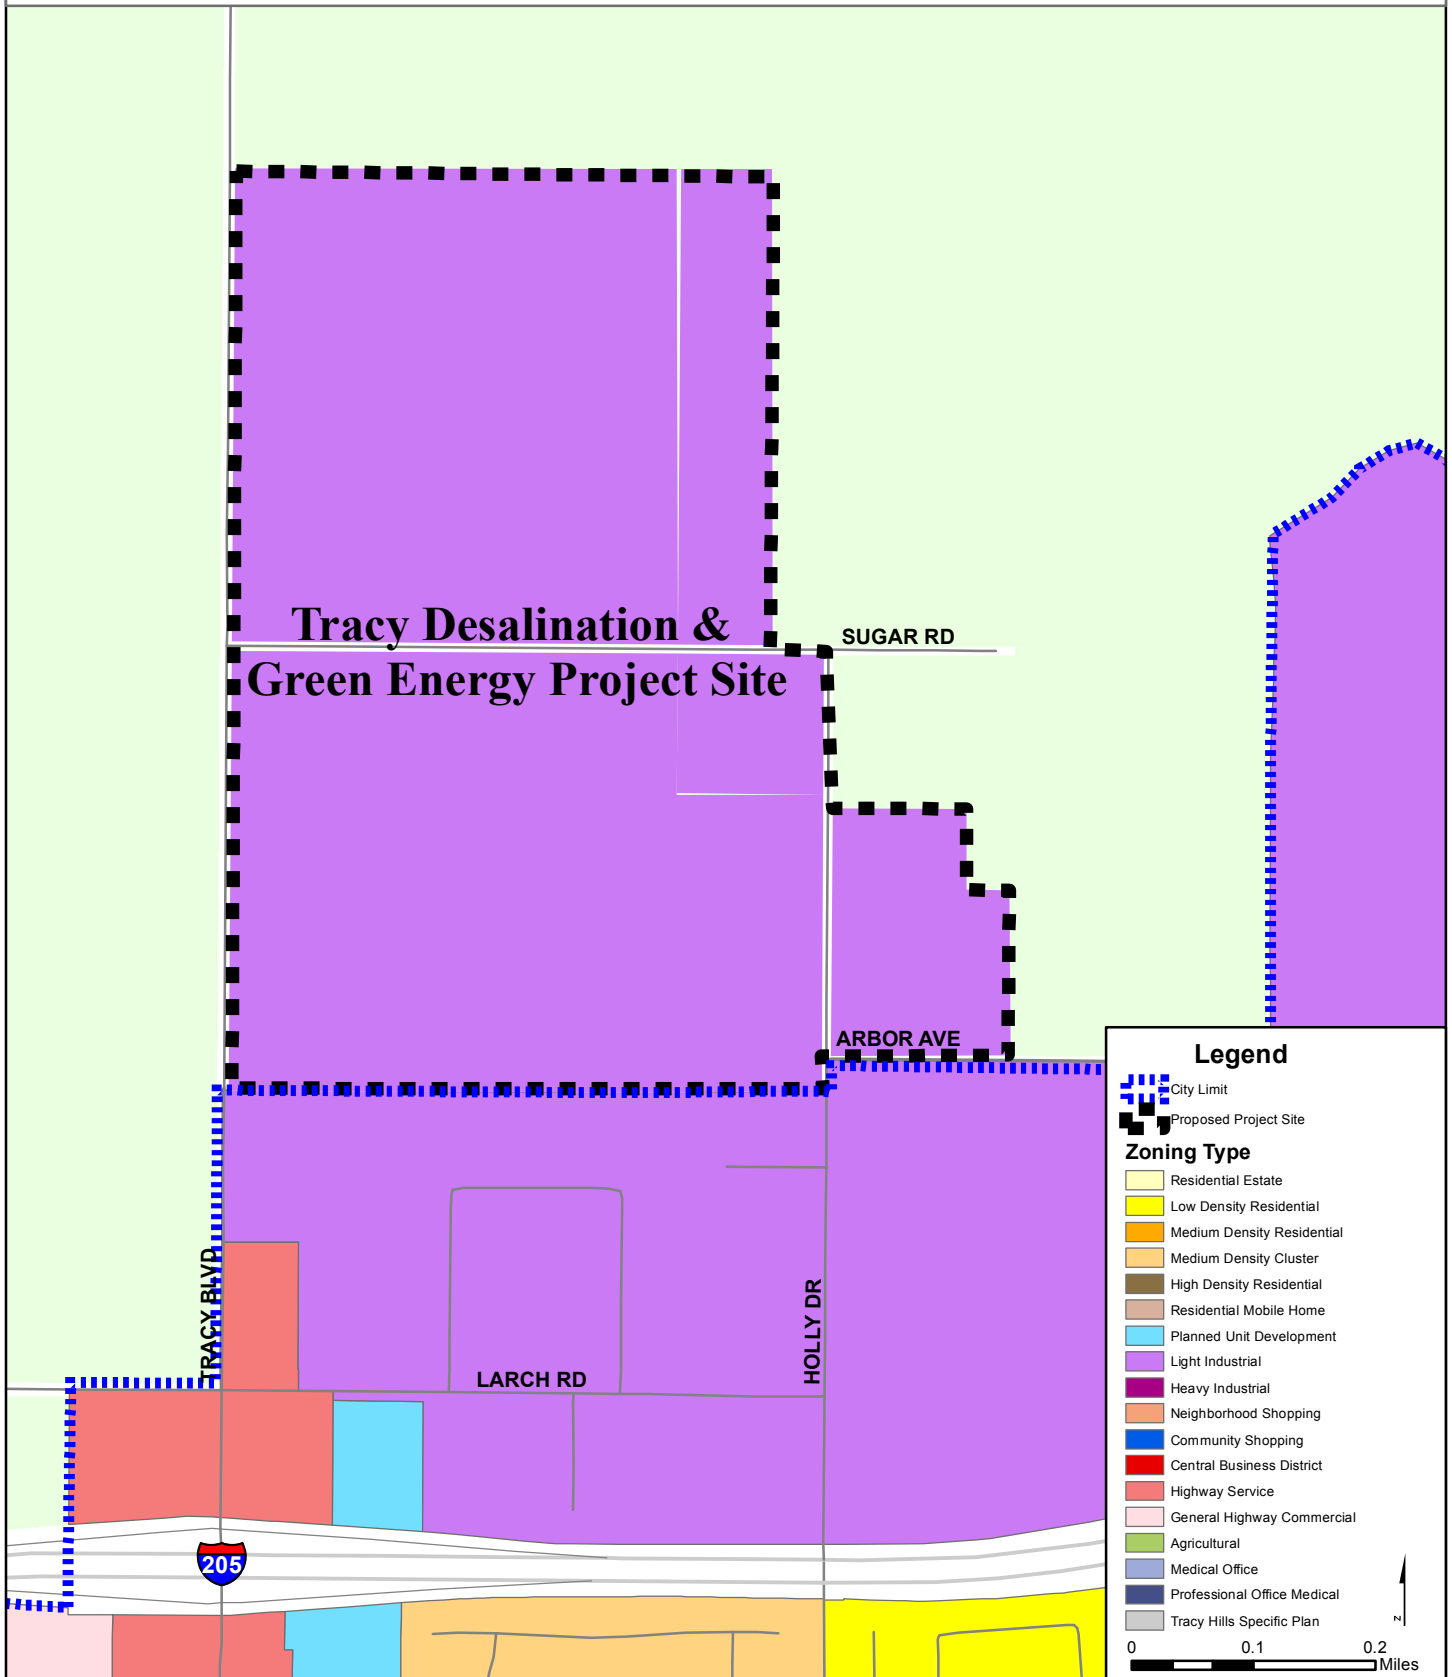 Tracy Desalination &
Green Energy Project Site
SUGAR RD
ARBOR AVE
TRACY BLVD
HOLLY DR
LARCH RD
205
Legend
City Limit
Proposed Project Site
Zoning Type
Residential Estate
Low Density Residential
Medium Density Residential
Medium Density Cluster
High Density Residential
Residential Mobile Home
Planned Unit Development
Light Industrial
Heavy Industrial
Neighborhood Shopping
Community Shopping
Central Business District
Highway Service
General Highway Commercial
Agricultural
Medical Office
Professional Office Medical
Tracy Hills Specific Plan
z
0 0.1 0.2
Miles